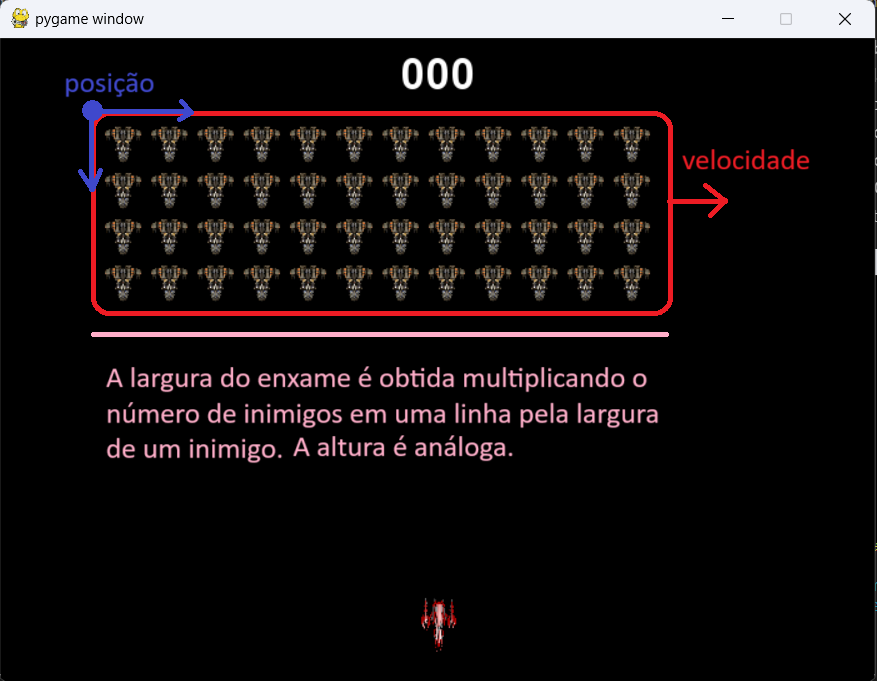 pygame window
000
posição
velocidade
A largura do enxame é obtida multiplicando o
número de inimigos em uma linha pela largura
de um inimigo. A altura é análoga.